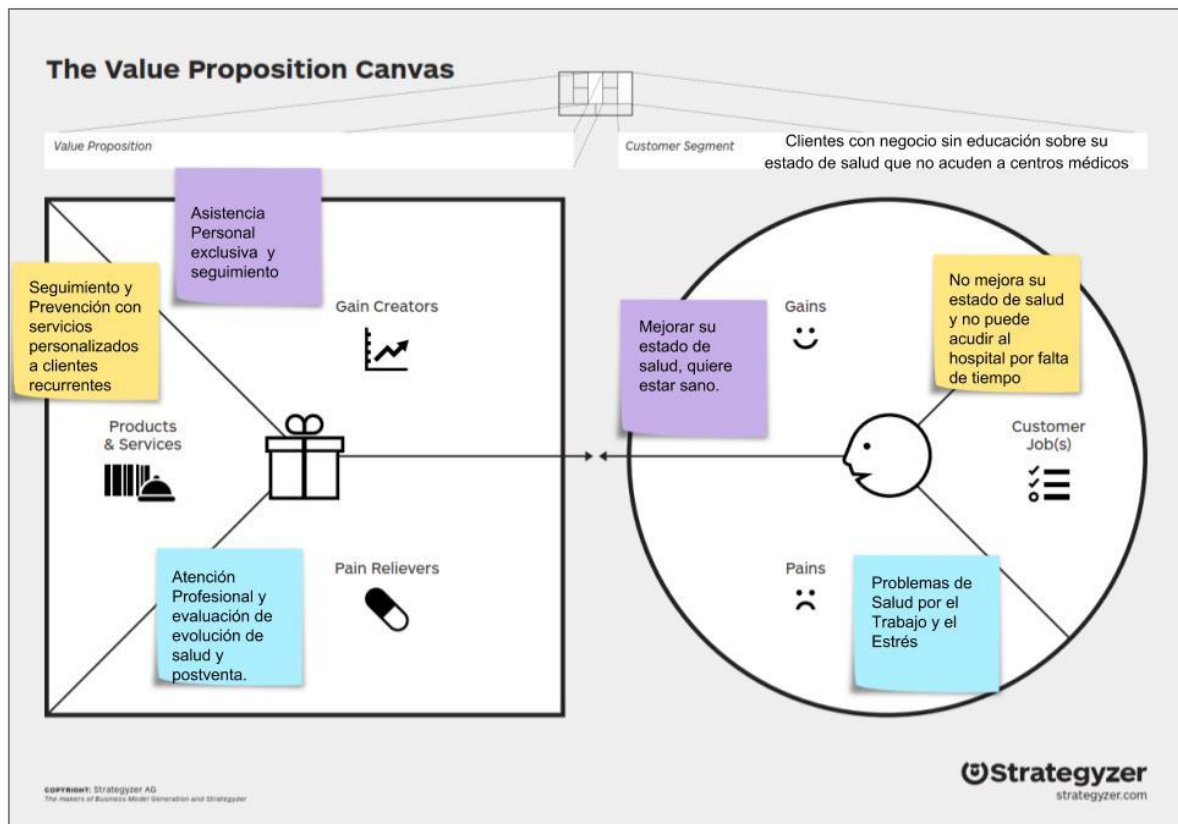 The Value Proposition Canvas
Value Proposition
Customer Segment
Clientes con negocio sin educación sobre su
estado de salud que no acuden a centros médicos
Asistencia
Personal
exclusiva y
seguimiento
Seguimiento y
Prevención con
servicios
personalizados
a clientes
recurrentes
Gain Creators
Products
& Services
Atención
Profesional y
evaluación de
evolución de
salud y
postventa.
Pain Relievers
Gains
Mejorar su
estado de
salud, quiere
estar sano.
No mejora su
estado de salud
y no puede
acudir al
hospital por falta
de tiempo
Customer
Job(s)
Pains
Problemas de
Salud por el
Trabajo y el
Estrés
COPYRIGHT: Strategyzer AG
The makers of Business Model Generation and Strategyzer
Strategyzer
strategyzer.com